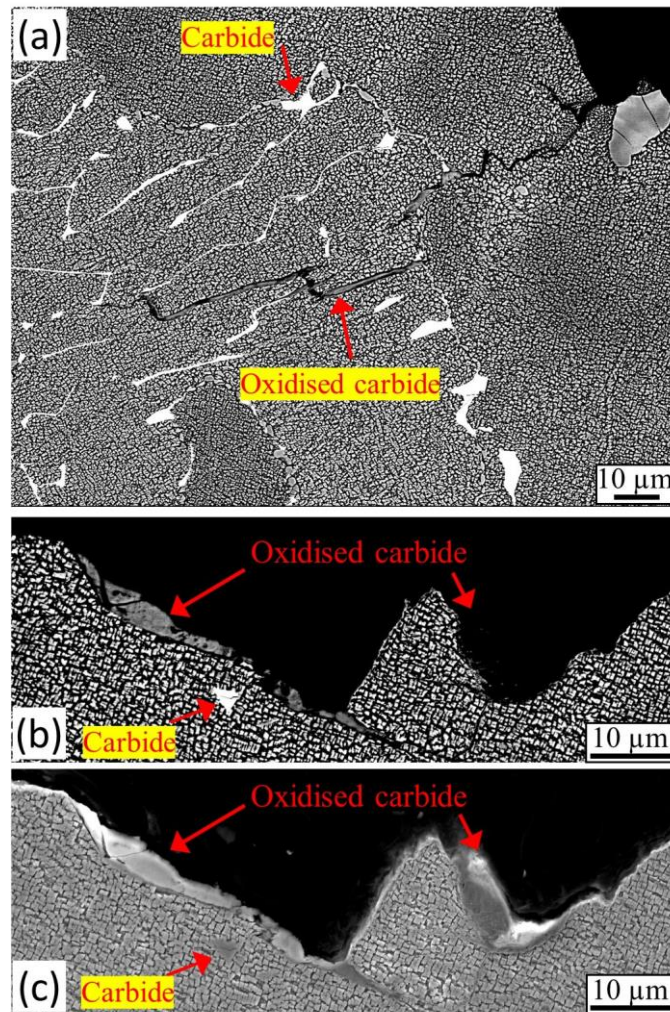 (a)
Carbide
Oxidised carbide
10 µm
Oxidised carbide
(b)
Carbide
10 µm
Oxidised carbide
(c)
Carbide
10 µm